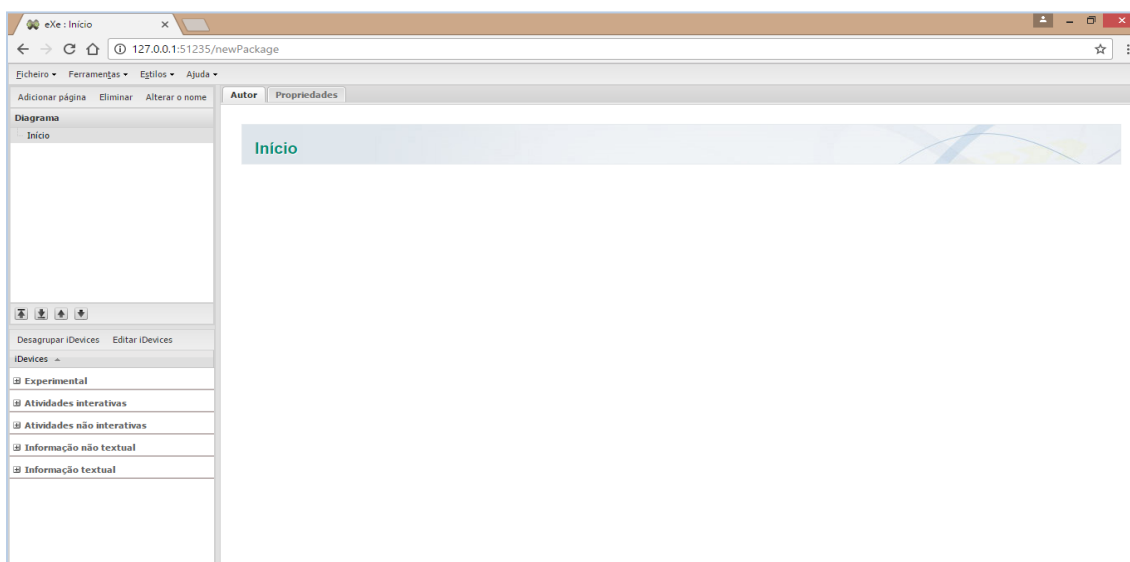 eXe : Início
127.0.0.1:51235/newPackage
Ficheiro Ferramentas Estilos Ajuda
Adicionar página Eliminar Alterar o nome
Autor Propriedades
Diagrama
Início
Início
Desagrupar iDevices Editar iDevices
iDevices
Experimental
Atividades interativas
Atividades não interativas
Informação não textual
Informação textual